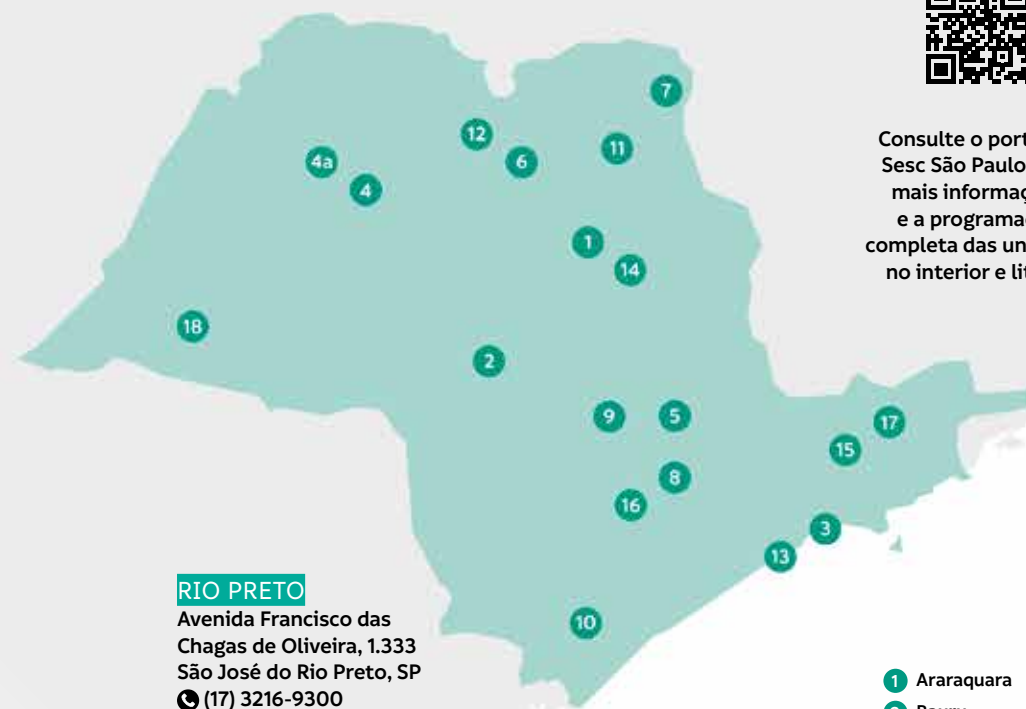 7
12
11
4a
6
4
1
14
18
2
9
5
17
15
8
16
3
13
10
Consulte o port
Sesc São Paulo
mais informaç
e a programa
completa das un
no interior e lit
RIO PRETO
Avenida Francisco das
Chagas de Oliveira, 1.333
São José do Rio Preto, SP
(17) 3216-9300
1 Araraquara